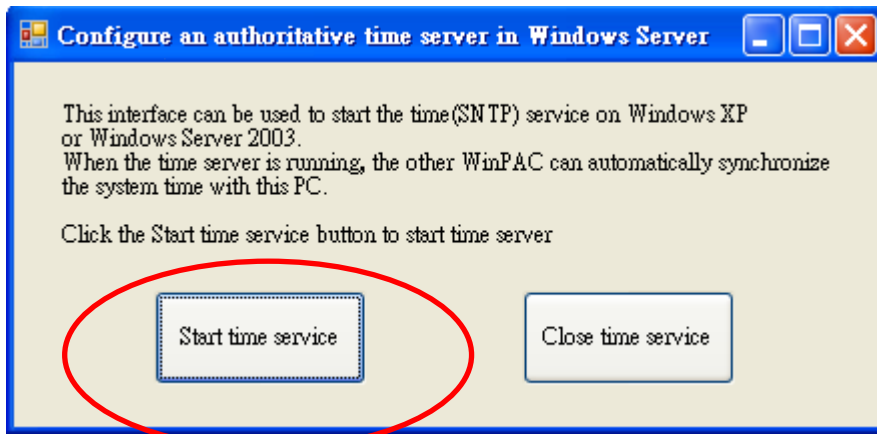 Configure an authoritative time server in Windows Server
This interface can be used to start the time(SNTP) service on Windows XP
or Windows Server 2003.
When the time server is running, the other WinPAC can automatically synchronize
the system time with this PC.
Click the Start time service button to start time server
Start time service
Close time service